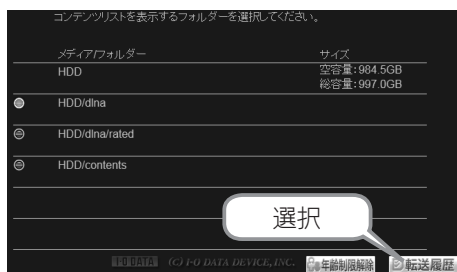 コンテンツリストを表示するフォルダーを選択してください。
メディア/フォルダー サイズ
HDD 空容量:984.5GB
総容量:997.0GB
HDD/dlna
HDD/dlna/rated
HDD/contents
選択
I-O DATA (C) I-O DATA DEVICE, INC. 年齢制限解除 転送履歴